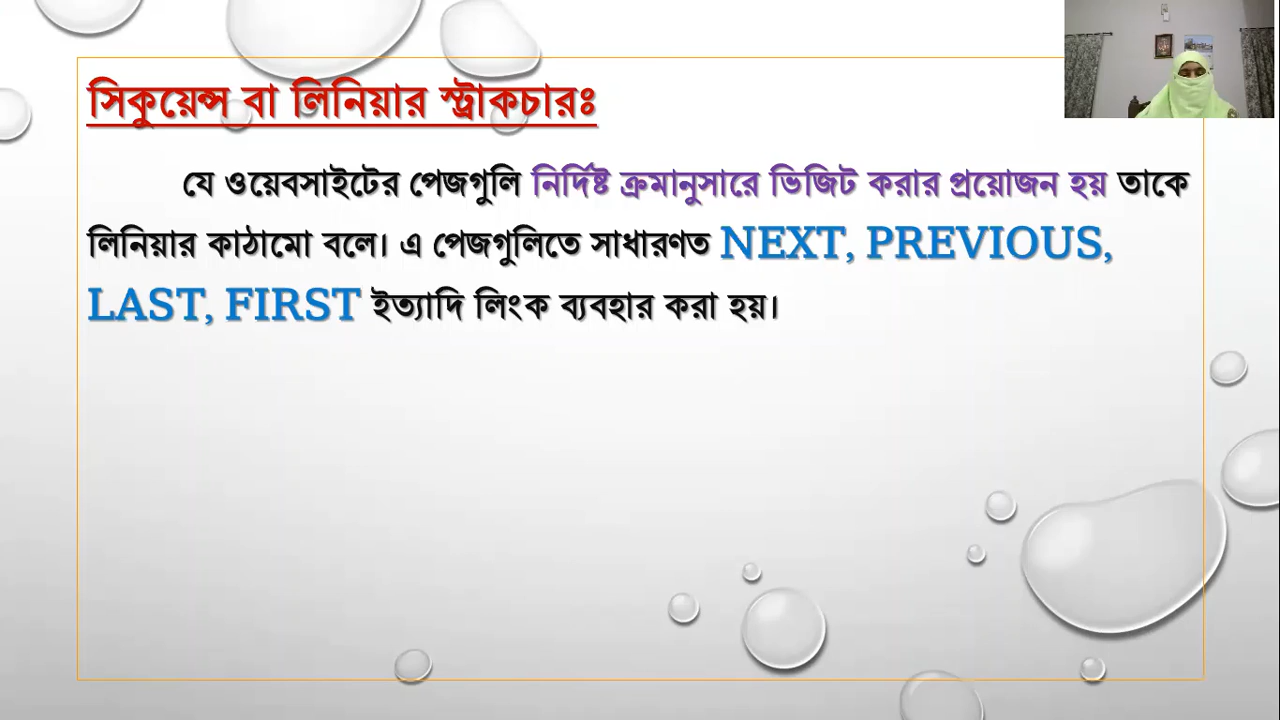 সিকুয়েন্স বা লিনিয়ার স্ট্রাকচারঃ
যে ওয়েবসাইটের পেজগুলি নির্দিষ্ট ক্রমানুসারে ভিজিট করার প্রয়োজন হয় তাকে
লিনিয়ার কাঠামো বলে। এ পেজগুলিতে সাধারণত NEXT, PREVIOUS,
LAST, FIRST ইত্যাদি লিংক ব্যবহার করা হয়।